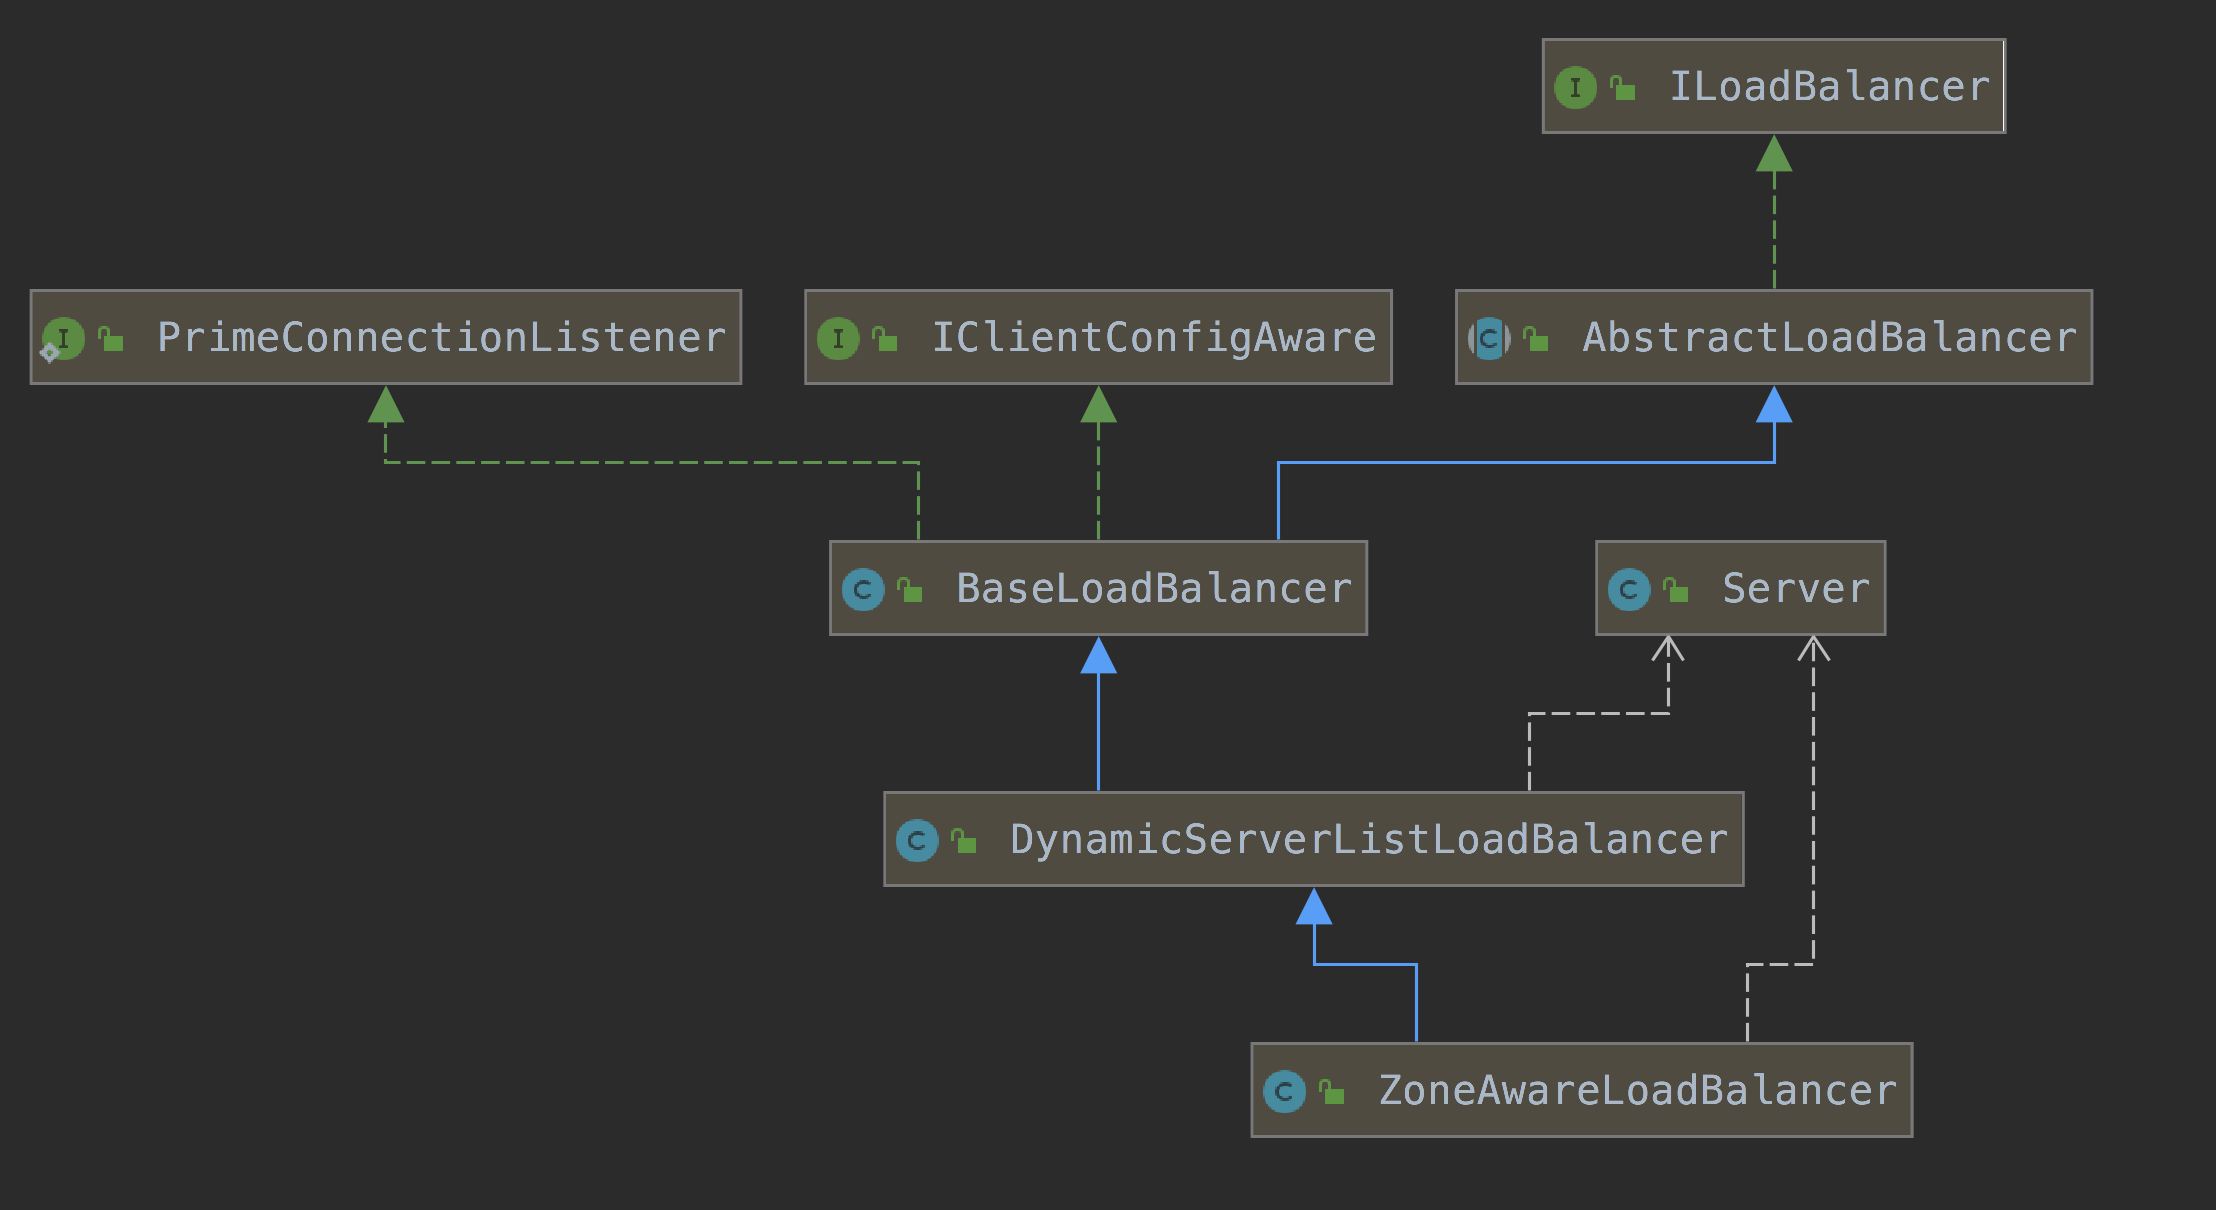 ILoadBalancer
PrimeConnectionListener
IClientConfigAware
AbstractLoadBalancer
BaseLoadBalancer
Server
DynamicServerListLoadBalancer
ZoneAwareLoadBalancer